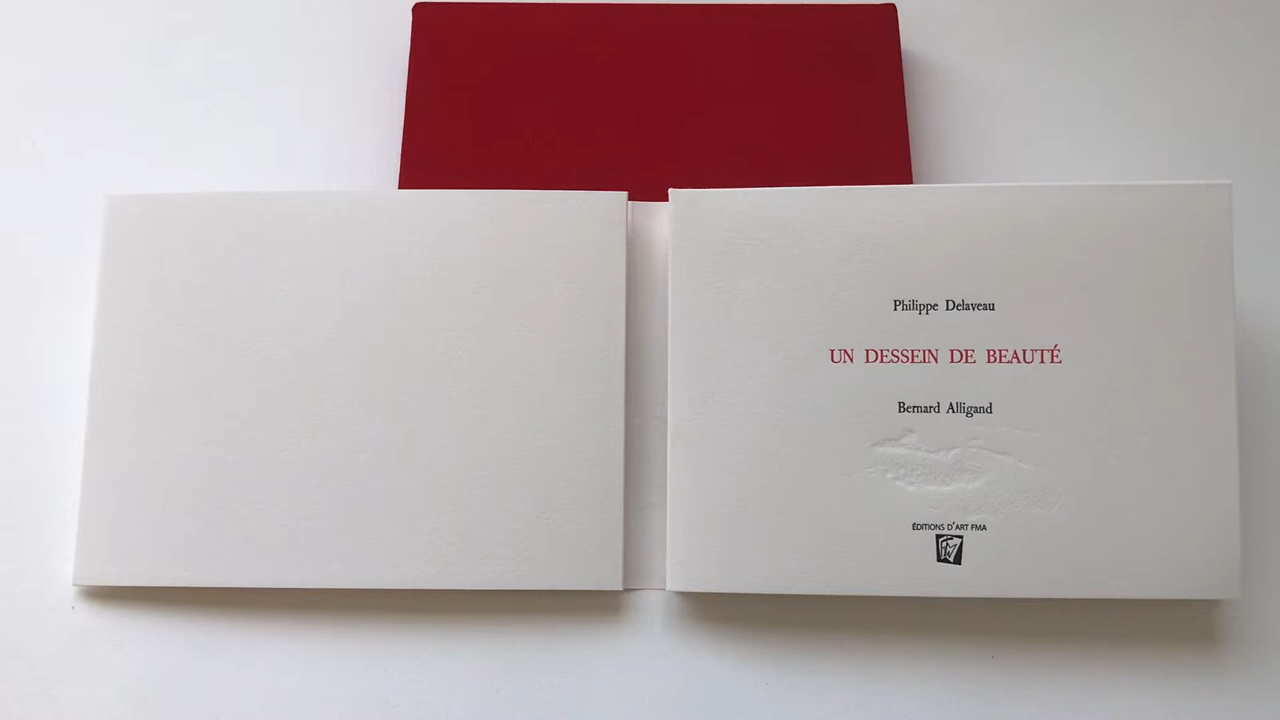 Philippe Delaveau
UN DESSEIN DE BEAUTÉ
Bernard Alligand
ÉDITIONS D'ART FMA